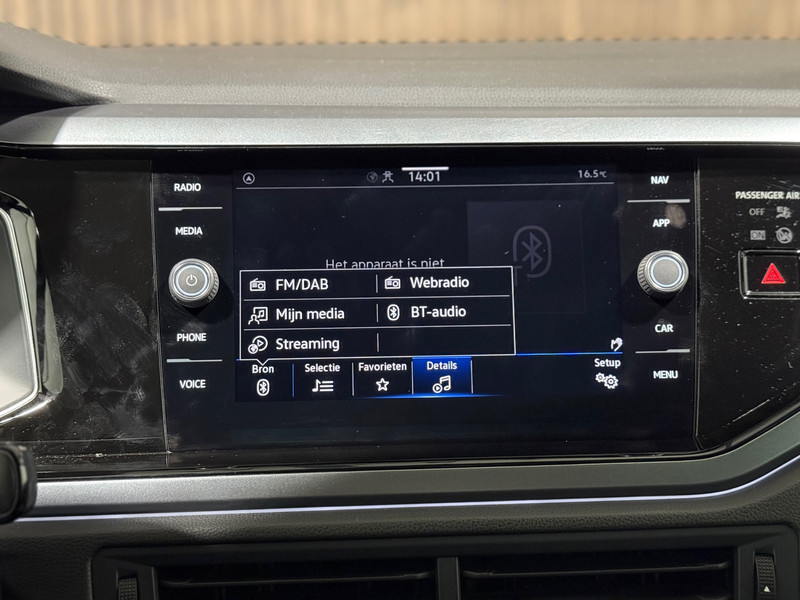 RADIO
MEDIA
PHONE
VOICE
14:01
16.5°C
Het apparaat is niet
FM/DAB
Webradio
Mijn media
BT-audio
Streaming
Bron
Selectie
Favorieten
Details
Setup
NAV
APP
CAR
MENU
PASSENGER AIR
OFF
ON